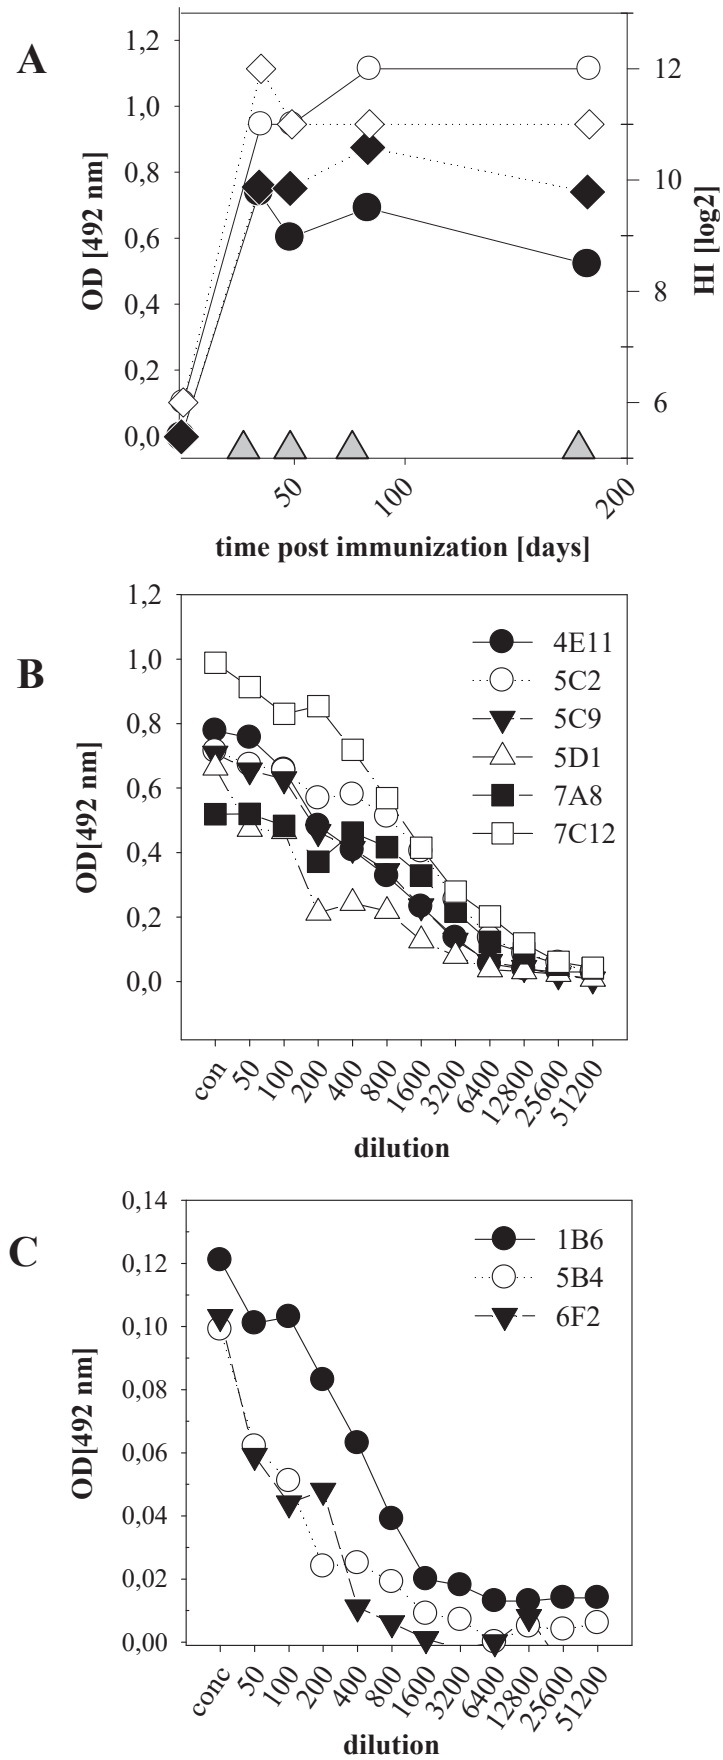 A
1,2
1,0
0,8
0,6
0,4
0,2
0,0
OD [492 nm]
12
10
8
6
HI [log2]
50
100
200
time post immunization [days]
B
1,2
1,0
0,8
0,6
0,4
0,2
0,0
OD[492 nm]
4E11
5C2
5C9
5D1
7A8
7C12
con
50
100
200
400
800
1600
3200
6400
12800
25600
51200
dilution
C
0,14
0,12
0,10
0,08
0,06
0,04
0,02
0,00
OD[492 nm]
1B6
5B4
6F2
conc
50
100
200
400
800
1600
3200
6400
12800
25600
51200
dilution